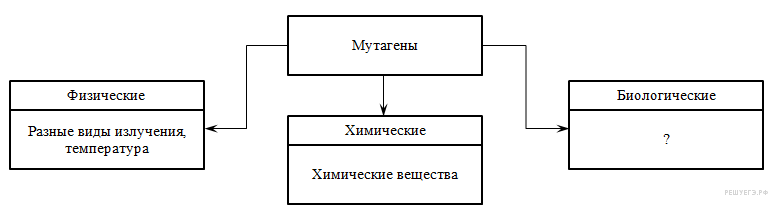 Мутагены
Физические
Разные виды излучения,
температура
Химические
Химические вещества
Биологические
?
РЕШУЕГЭ.РФ